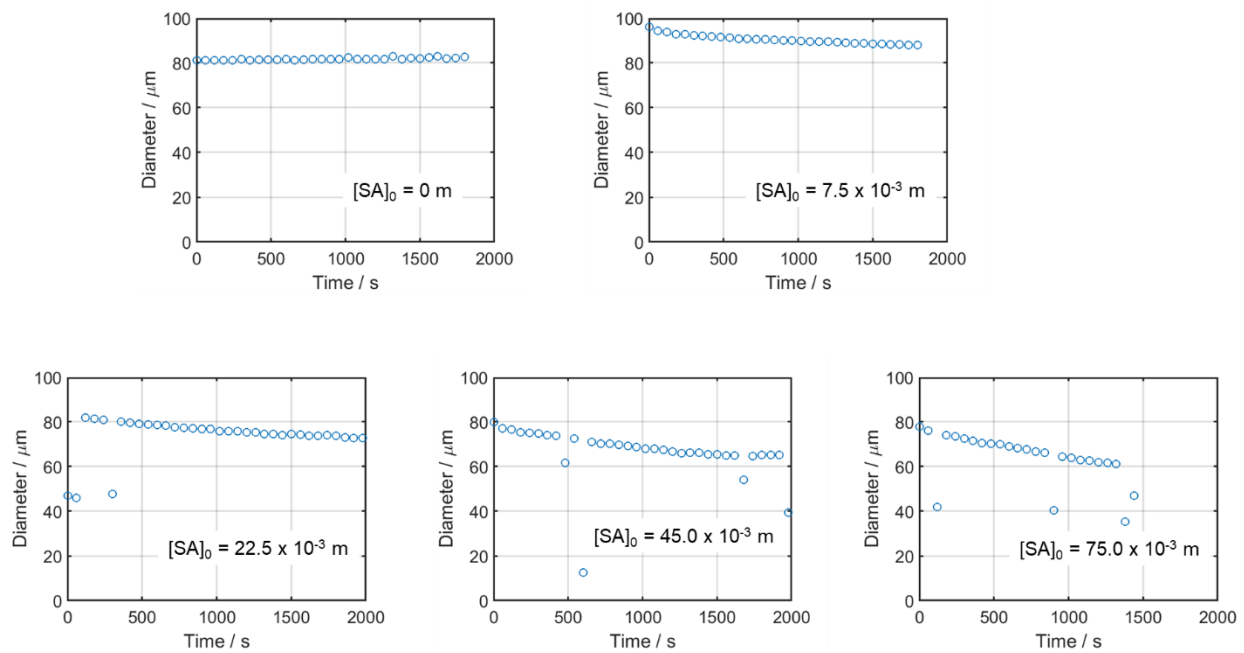 100
80
60
40
20
0
Diameter / μm
[SA]₀ = 0 m
0 500 1000 1500 2000
Time / s
100
80
60
40
20
0
Diameter / μm
[SA]₀ = 7.5 x 10⁻³ m
0 500 1000 1500 2000
Time / s
100
80
60
40
20
0
Diameter / μm
[SA]₀ = 22.5 x 10⁻³ m
0 500 1000 1500 2000
Time / s
100
80
60
40
20
0
Diameter / μm
[SA]₀ = 45.0 x 10⁻³ m
0 500 1000 1500 2000
Time / s
100
80
60
40
20
0
Diameter / μm
[SA]₀ = 75.0 x 10⁻³ m
0 500 1000 1500 2000
Time / s